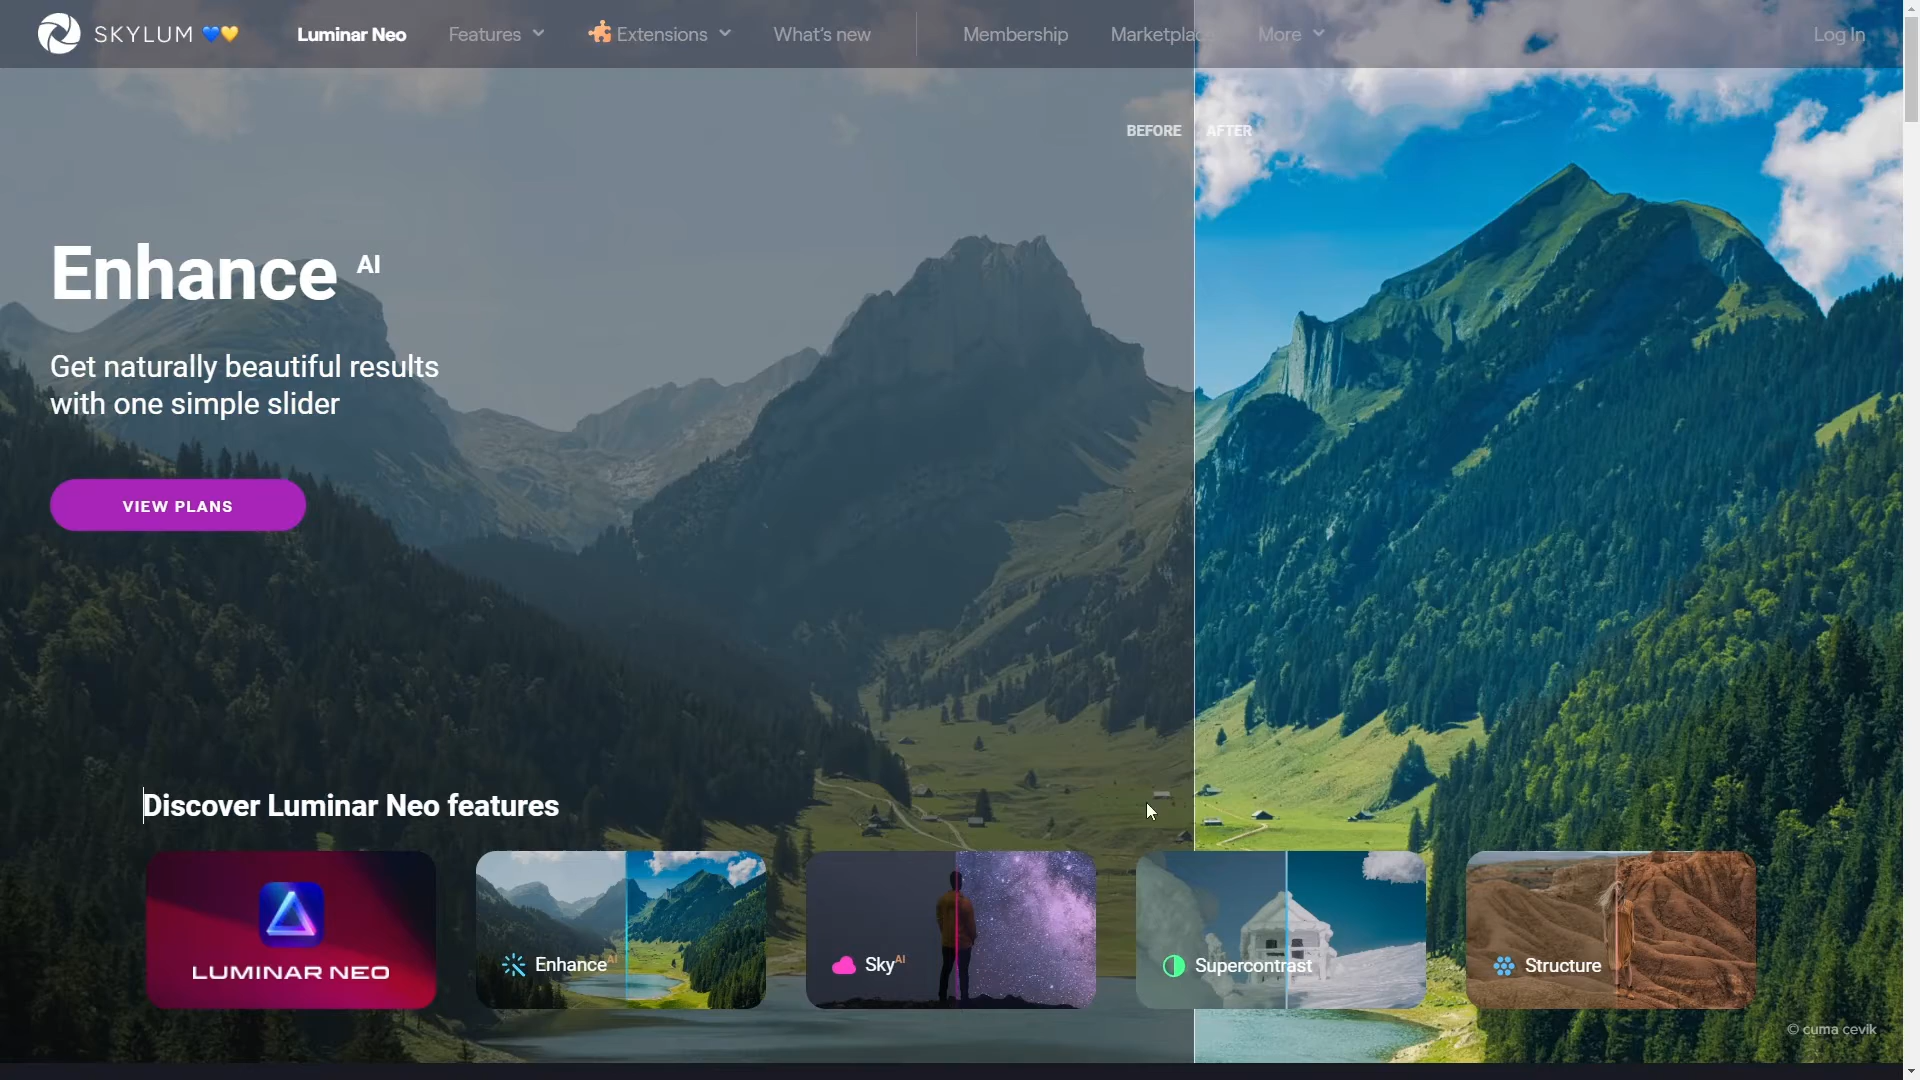 SKYLUM 💙💛
Luminar Neo
Features
Extensions
What's new
Membership
Marketplace
More
Log In
BEFORE
AFTER
Enhance AI
Get naturally beautiful results
with one simple slider
VIEW PLANS
Discover Luminar Neo features
LUMINAR NEO
Enhance AI
Sky AI
Supercontrast
Structure
© cuma cevik